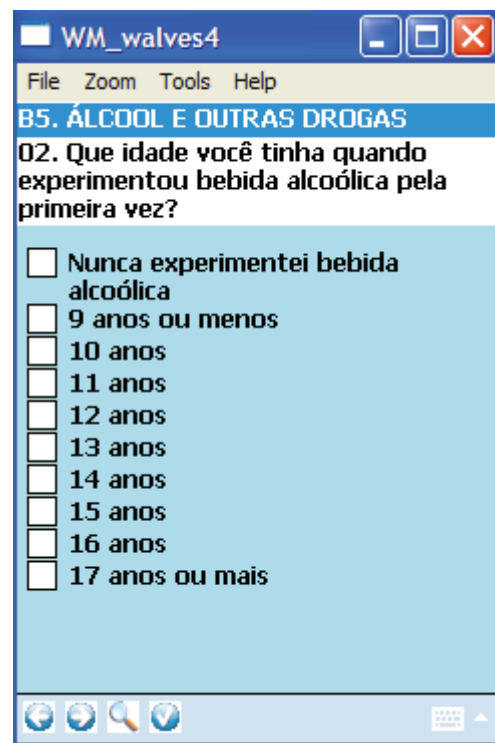 WM_walves4
File Zoom Tools Help
B5. ÁLCOOL E OUTRAS DROGAS
02. Que idade você tinha quando
experimentou bebida alcoólica pela
primeira vez?
Nunca experimentei bebida
alcoólica
9 anos ou menos
10 anos
11 anos
12 anos
13 anos
14 anos
15 anos
16 anos
17 anos ou mais